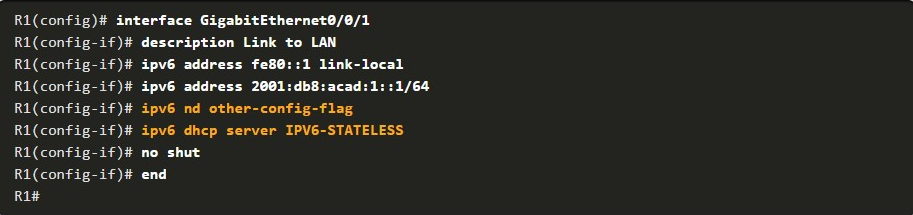 R1(config)# interface GigabitEthernet0/0/1
R1(config-if)# description Link to LAN
R1(config-if)# ipv6 address fe80::1 link-local
R1(config-if)# ipv6 address 2001:db8:acad:1::1/64
R1(config-if)# ipv6 nd other-config-flag
R1(config-if)# ipv6 dhcp server IPV6-STATELESS
R1(config-if)# no shut
R1(config-if)# end
R1#